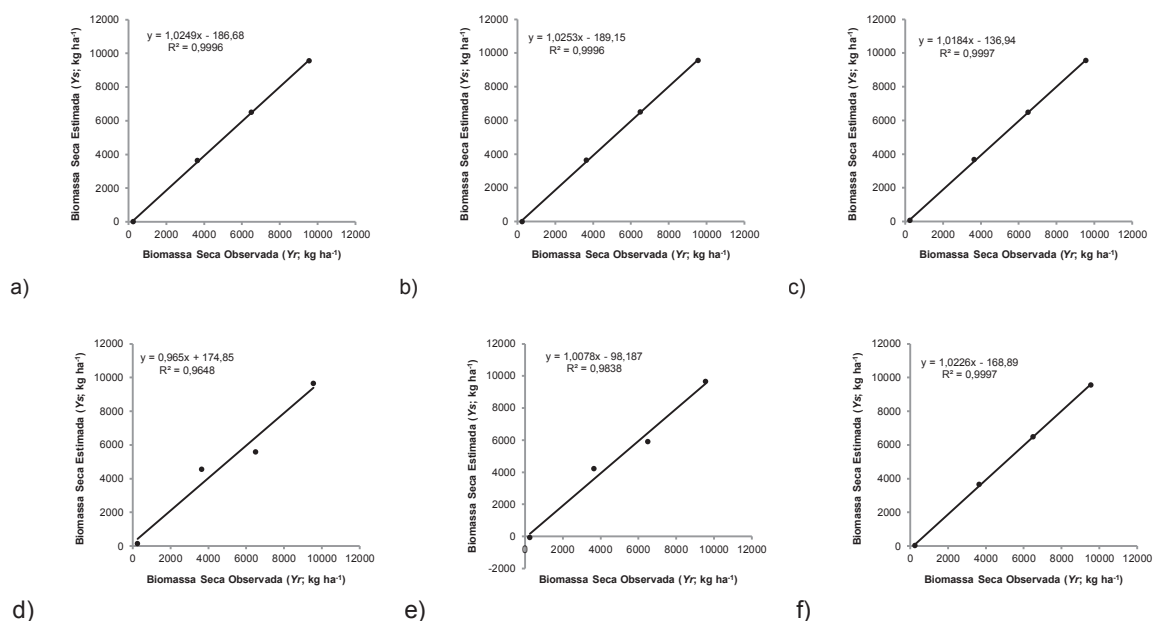 y = 1,0249x - 186,68
R² = 0,9996
12000
10000
8000
6000
4000
2000
0
0 2000 4000 6000 8000 10000 12000
Biomassa Seca Estimada (Ys; kg ha⁻¹)
Biomassa Seca Observada (Yr; kg ha⁻¹)
a)
y = 1,0253x - 189,15
R² = 0,9996
12000
10000
8000
6000
4000
2000
0
0 2000 4000 6000 8000 10000 12000
Biomassa Seca Estimada (Ys; kg ha⁻¹)
Biomassa Seca Observada (Yr; kg ha⁻¹)
b)
y = 1,0184x - 136,94
R² = 0,9997
12000
10000
8000
6000
4000
2000
0
0 2000 4000 6000 8000 10000 12000
Biomassa Seca Estimada (Ys; kg ha⁻¹)
Biomassa Seca Observada (Yr; kg ha⁻¹)
c)
y = 0,965x + 174,85
R² = 0,9648
12000
10000
8000
6000
4000
2000
0
0 2000 4000 6000 8000 10000 12000
Biomassa Seca Estimada (Ys; kg ha⁻¹)
Biomassa Seca Observada (Yr; kg ha⁻¹)
d)
y = 1,0078x - 98,187
R² = 0,9838
12000
10000
8000
6000
4000
2000
0
-2000
0 2000 4000 6000 8000 10000 12000
Biomassa Seca Estimada (Ys; kg ha⁻¹)
Biomassa Seca Observada (Yr; kg ha⁻¹)
e)
y = 1,0226x - 168,89
R² = 0,9997
12000
10000
8000
6000
4000
2000
0
0 2000 4000 6000 8000 10000 12000
Biomassa Seca Estimada (Ys; kg ha⁻¹)
Biomassa Seca Observada (Yr; kg ha⁻¹)
f)